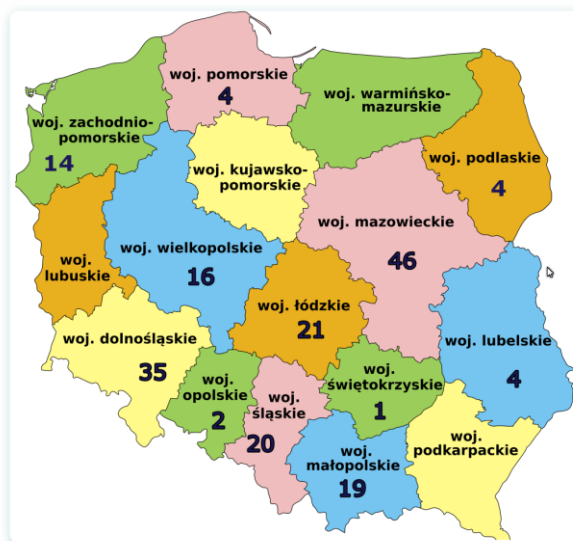 woj. pomorskie
4
woj. warmińsko-
mazurskie
woj. zachodnio-
pomorskie
14
woj. podlaskie
4
woj. kujawsko-
pomorskie
woj. mazowieckie
46
woj. wielkopolskie
16
woj.
lubuskie
woj. łódzkie
21
woj. dolnośląskie
35
woj. lubelskie
4
woj.
opolskie
2
woj.
śląskie
20
woj.
świętokrzyskie
1
woj.
małopolskie
19
woj.
podkarpackie